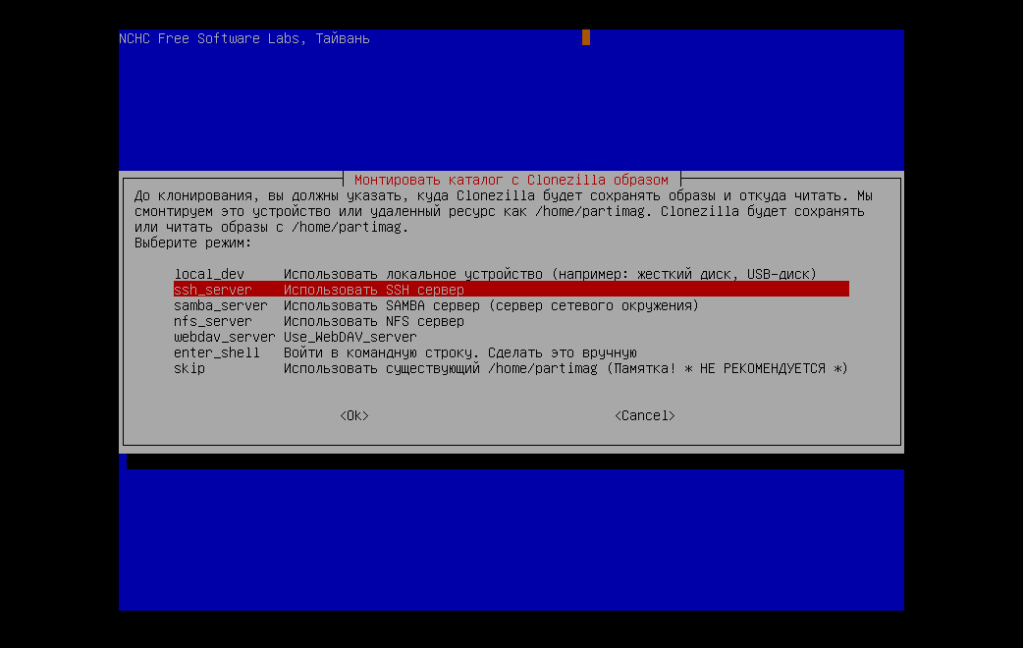 NCHC Free Software Labs, Тайвань
Монтировать каталог с Clonezilla образом
До клонирования, вы должны указать, куда Clonezilla будет сохранять образы и откуда читать. Мы
смонтируем это устройство или удаленный ресурс как /home/partimag. Clonezilla будет сохранять
или читать образы с /home/partimag.
Выберите режим:
local_dev Использовать локальное устройство (например: жесткий диск, USB-диск)
ssh_server Использовать SSH сервер
samba_server Использовать SAMBA сервер (сервер сетевого окружения)
nfs_server Использовать NFS сервер
webdav_server Use_WebDAV_server
enter_shell Войти в командную строку. Сделать это вручную
skip Использовать существующий /home/partimag (Памятка! * НЕ РЕКОМЕНДУЕТСЯ *)
<Ok> <Cancel>